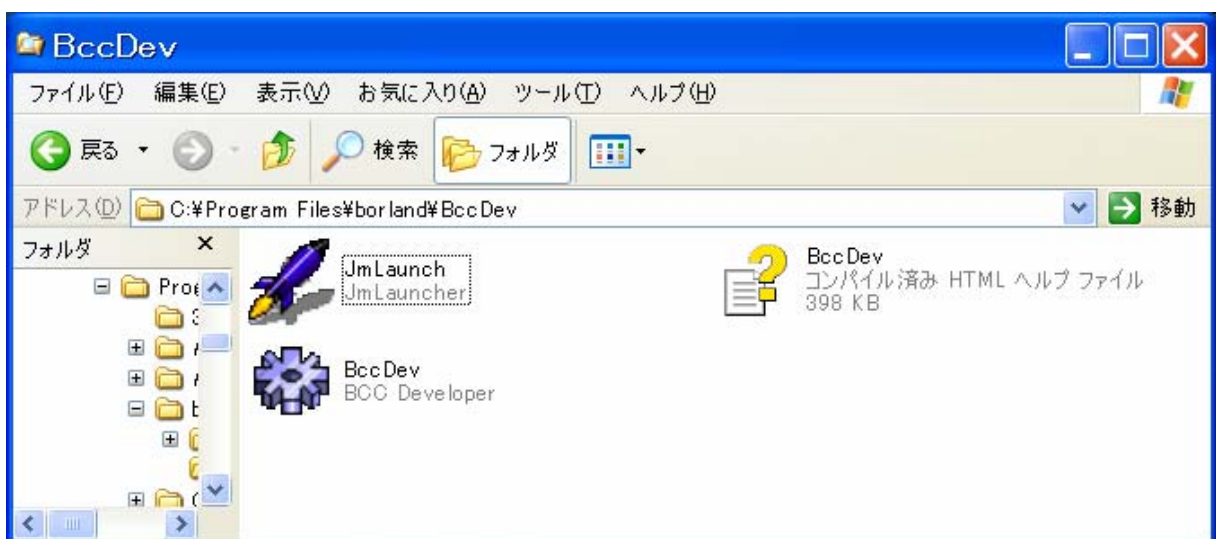 BccDev
ファイル(F) 編集(E) 表示(V) お気に入り(A) ツール(T) ヘルプ(H)
戻る 検索 フォルダ
アドレス(D) C:¥Program Files¥borland¥BccDev 移動
フォルダ
JmLaunch
JmLauncher
BccDev
コンパイル済み HTML ヘルプ ファイル
398 KB
BccDev
BCC Developer